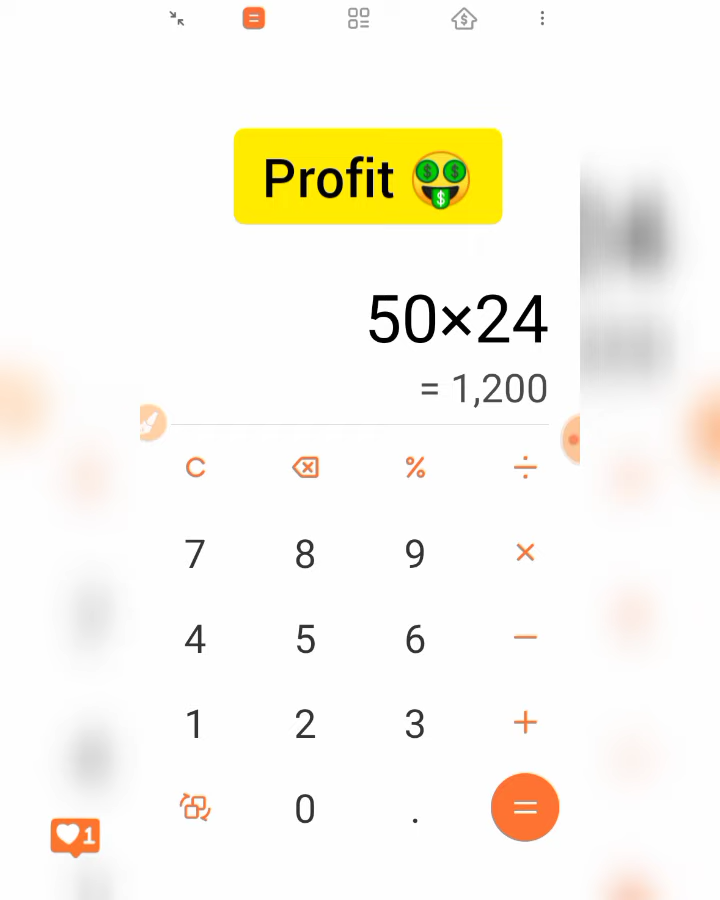 Profit 🤑
50×24
= 1,200
C % ÷
7 8 9 ×
4 5 6 −
1 2 3 +
0 . =
1